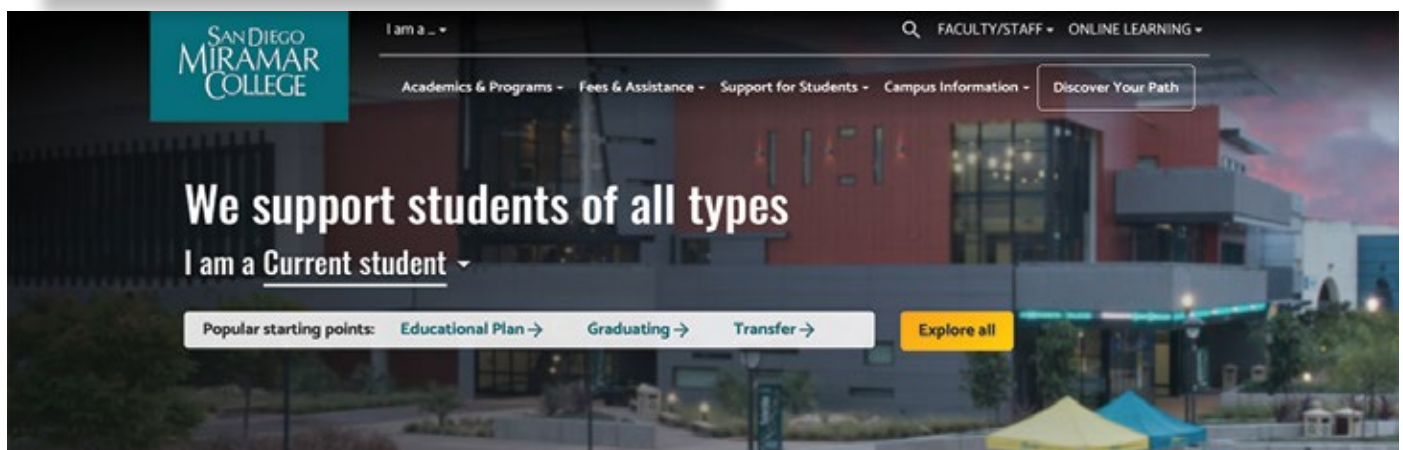 SAN DIEGO
MIRAMAR
COLLEGE
I am a ...
FACULTY/STAFF
ONLINE LEARNING
Academics & Programs
Fees & Assistance
Support for Students
Campus Information
Discover Your Path
We support students of all types
I am a Current student
Popular starting points: Educational Plan → Graduating → Transfer →
Explore all